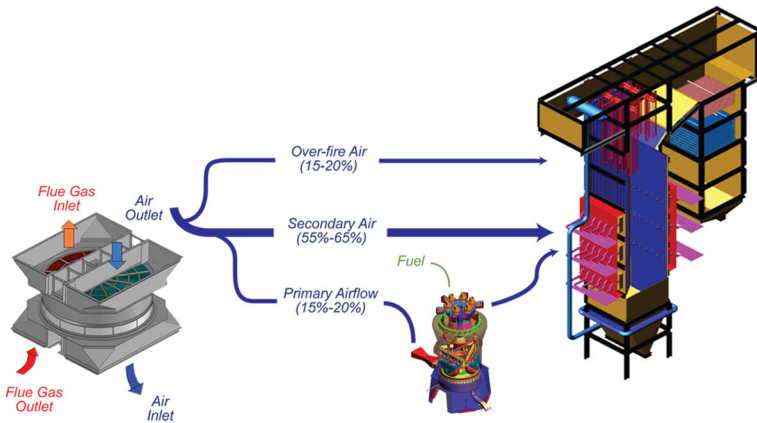 Over-fire Air
(15-20%)
Flue Gas
Inlet
Air
Outlet
Secondary Air
(55%-65%)
Fuel
Primary Airflow
(15%-20%)
Flue Gas
Outlet
Air
Inlet